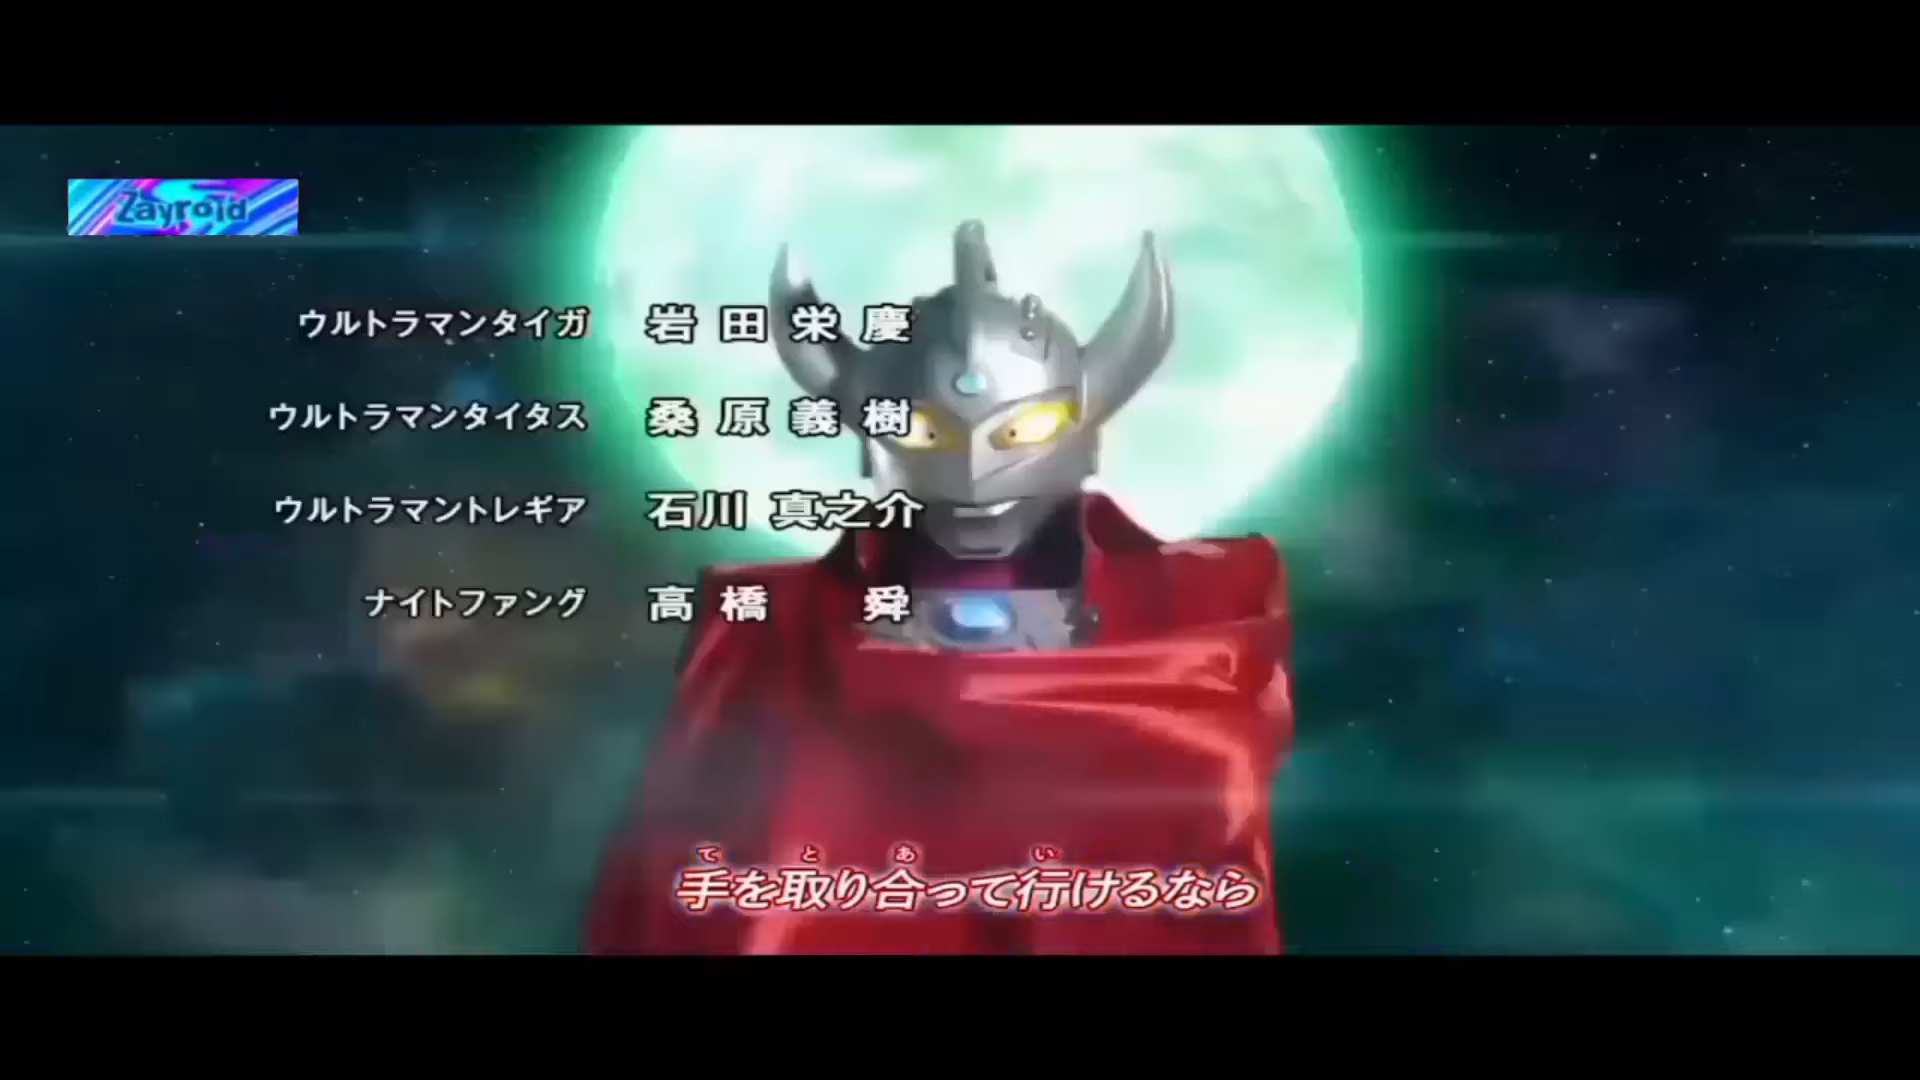 Zayroid
ウルトラマンタイガ 岩田栄慶
ウルトラマンタイタス 桑原義樹
ウルトラマントレギア 石川 真之介
ナイトファング 高橋 舜
て と あ い
手を取り合って行けるなら